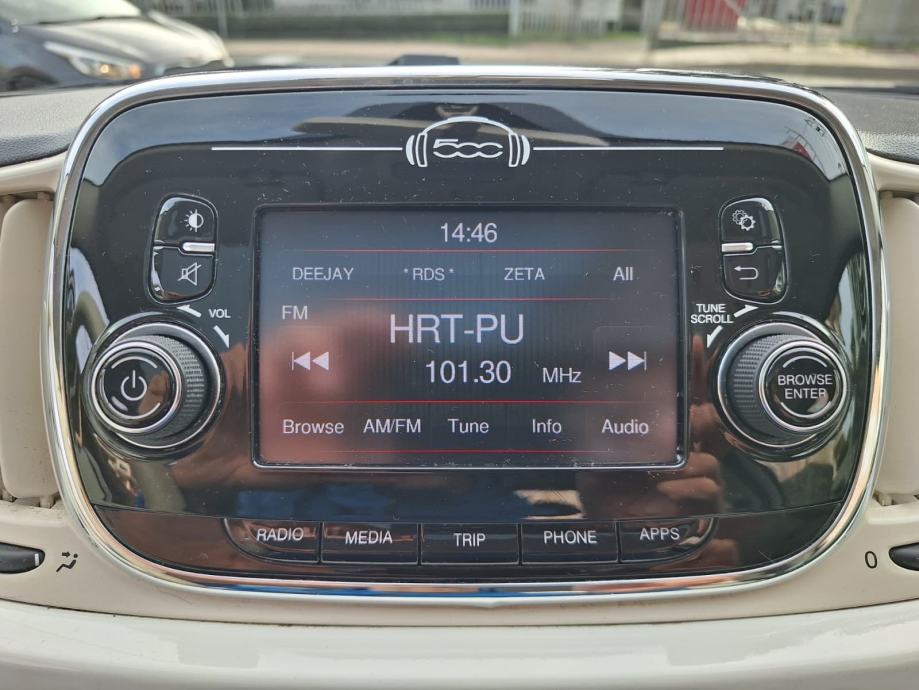 500
14:46
DEEJAY *RDS* ZETA All
FM
HRT-PU
101.30 MHz
Browse AM/FM Tune Info Audio
VOL
TUNE
SCROLL
BROWSE
ENTER
RADIO MEDIA TRIP PHONE APPS
0